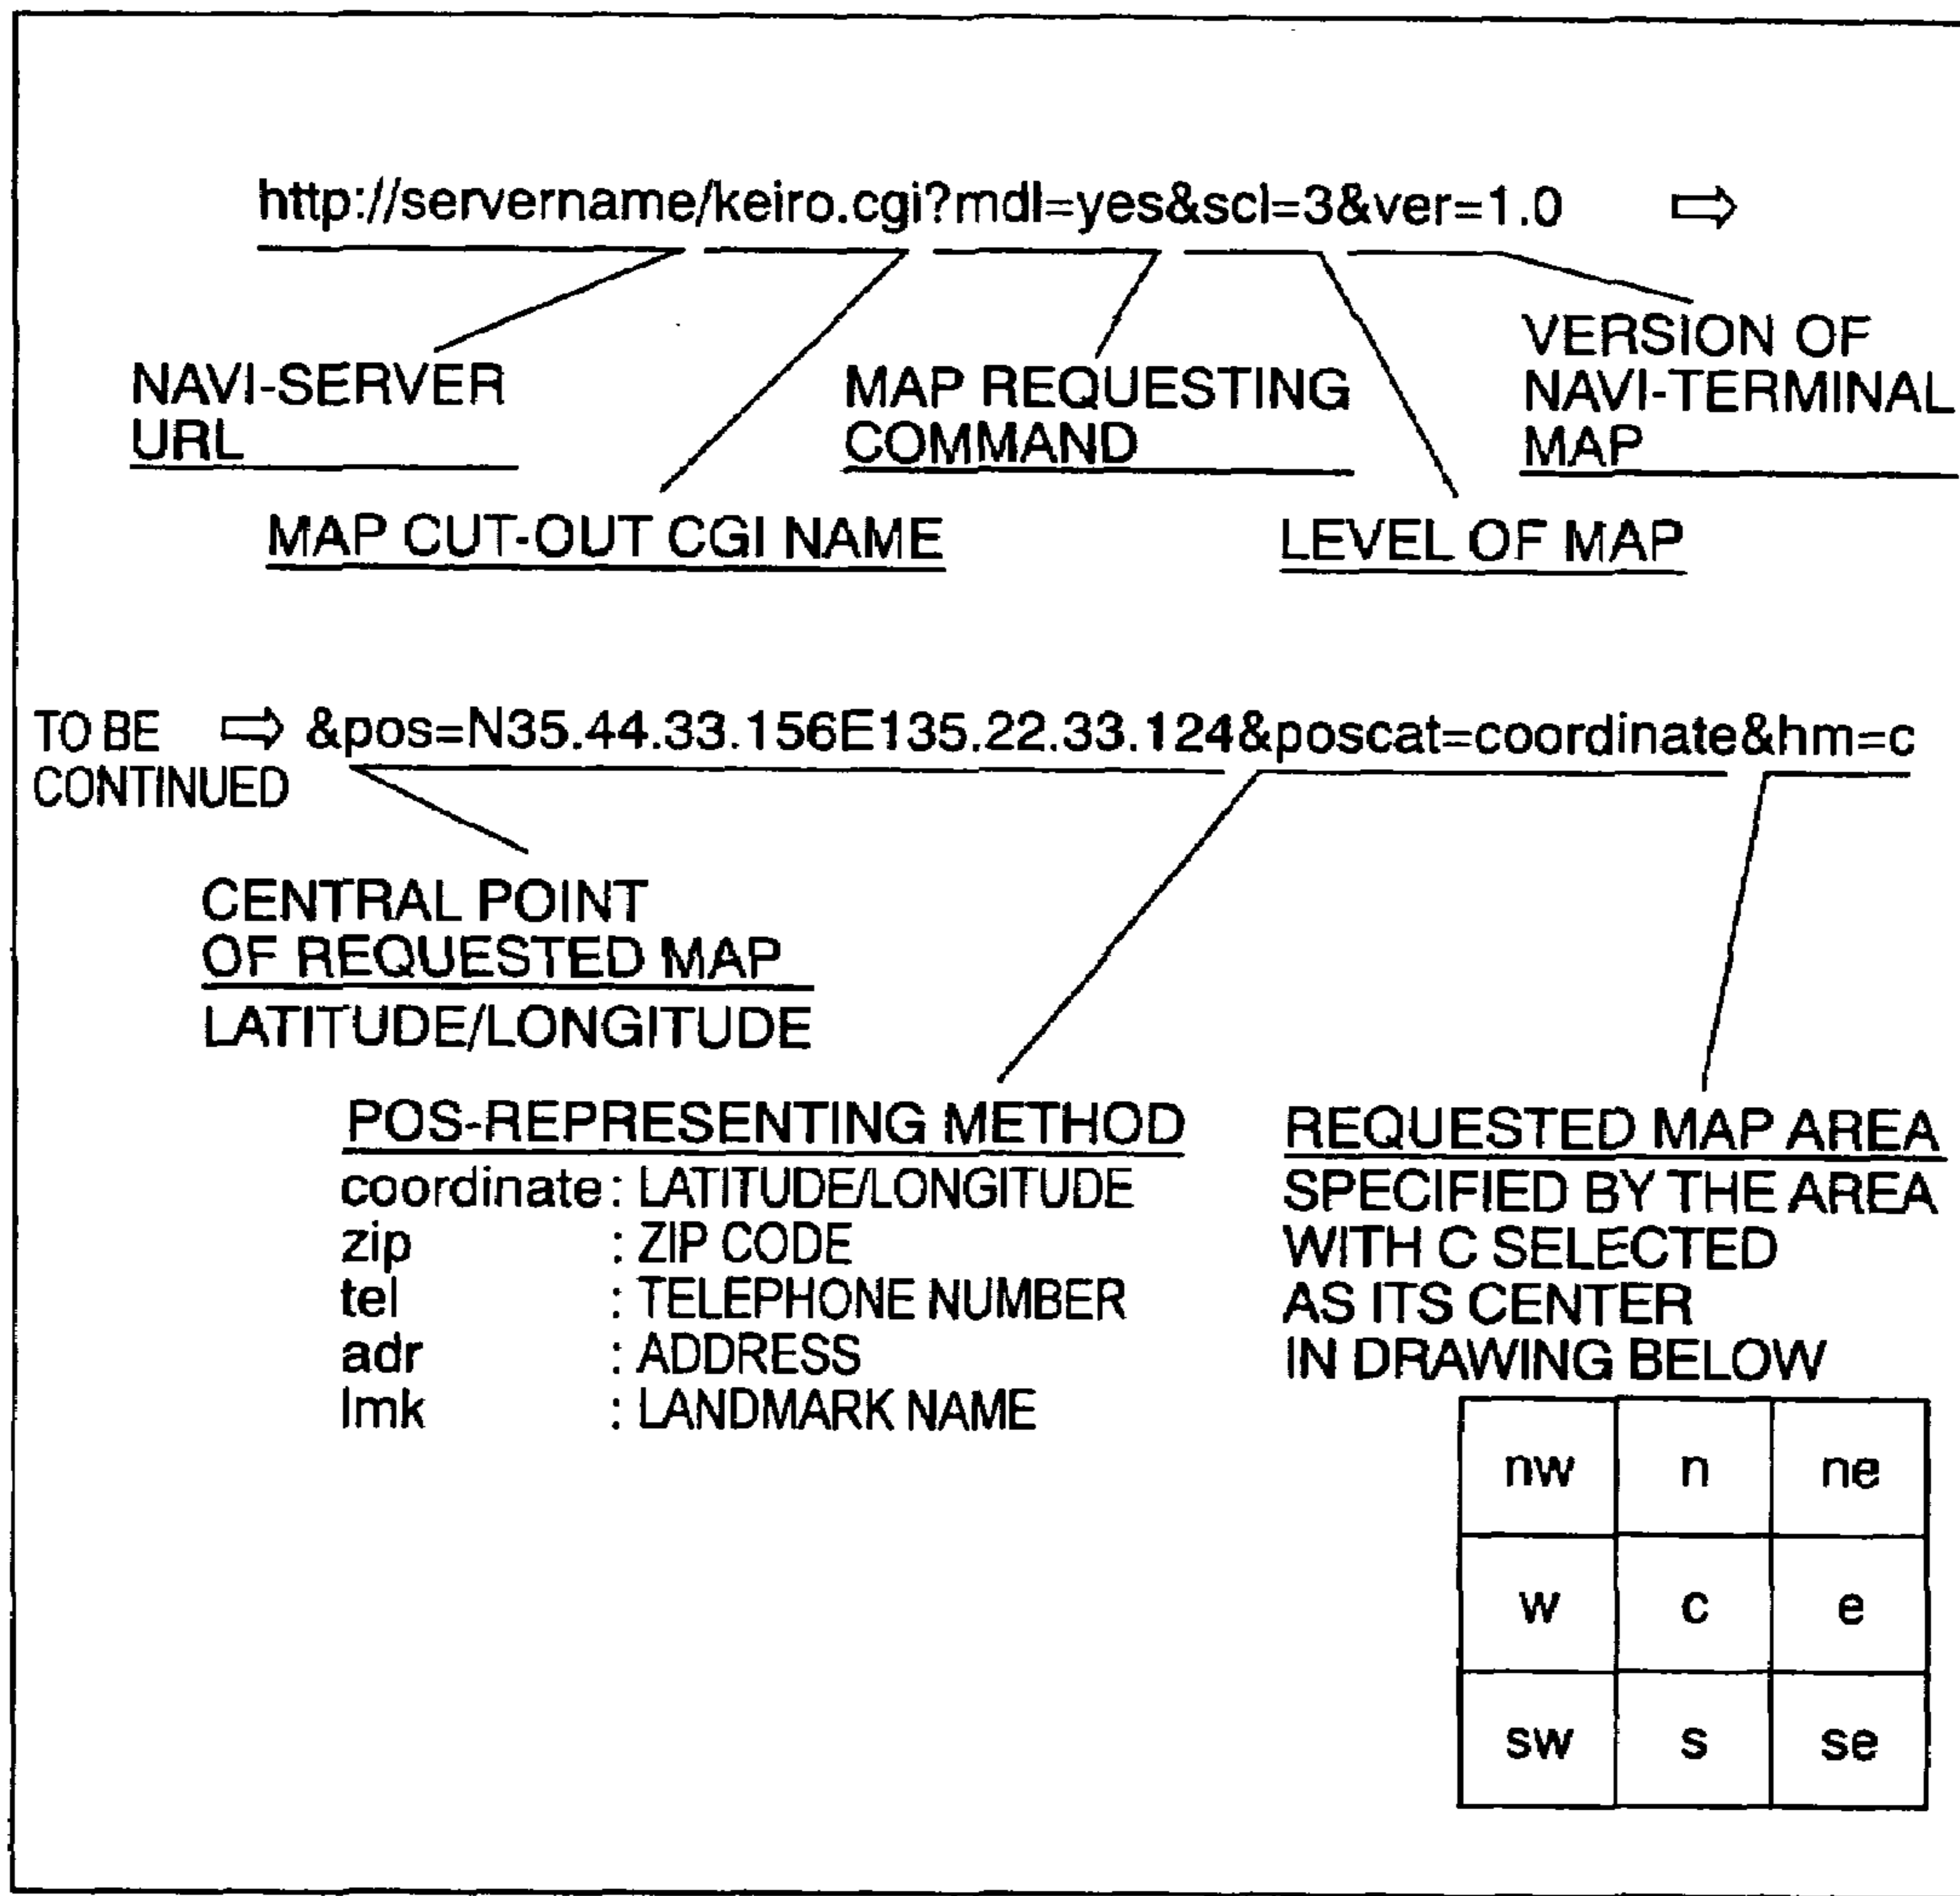 http://servername/keiro.cgi?mdl=yes&scl=3&ver=1.0 ⇨
NAVI-SERVER
URL
MAP CUT-OUT CGI NAME
MAP REQUESTING
COMMAND
LEVEL OF MAP
VERSION OF
NAVI-TERMINAL
MAP
TO BE
CONTINUED
⇨ &pos=N35.44.33.156E135.22.33.124&poscat=coordinate&hm=c
CENTRAL POINT
OF REQUESTED MAP
LATITUDE/LONGITUDE
POS-REPRESENTING METHOD
coordinate : LATITUDE/LONGITUDE
zip : ZIP CODE
tel : TELEPHONE NUMBER
adr : ADDRESS
lmk : LANDMARK NAME
REQUESTED MAP AREA
SPECIFIED BY THE AREA
WITH C SELECTED
AS ITS CENTER
IN DRAWING BELOW
nw n ne
w c e
sw s se